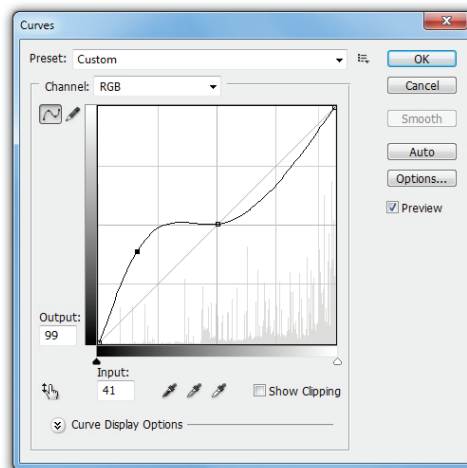 Curves
Preset: Custom
OK
Channel: RGB
Cancel
Smooth
Auto
Options...
Preview
Output:
99
Input:
41
Show Clipping
Curve Display Options